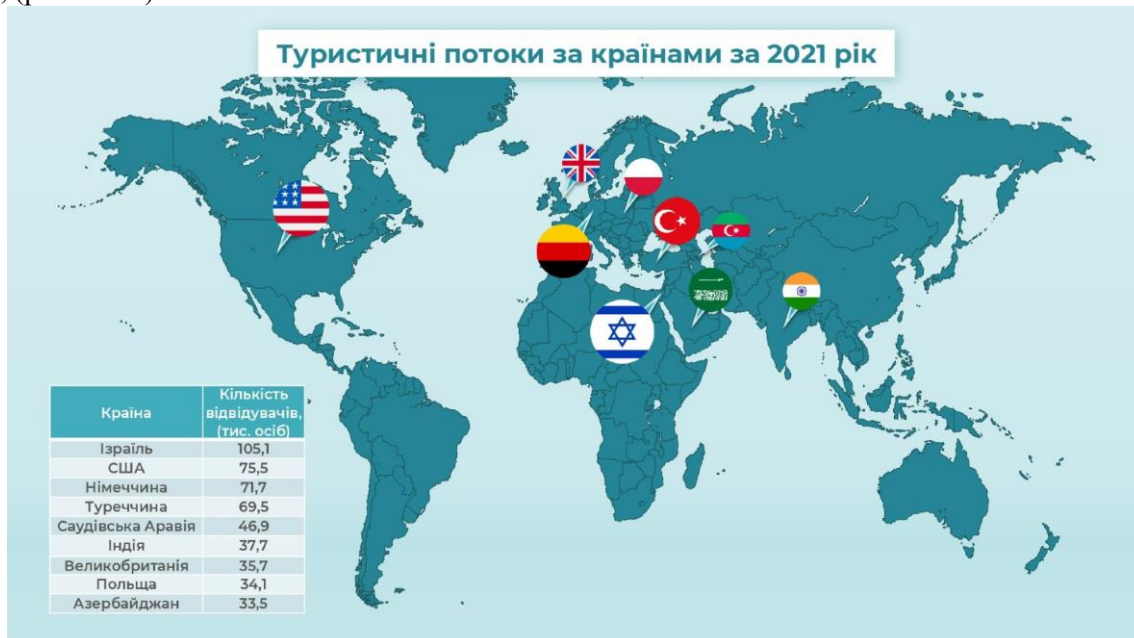 Туристичні потоки за країнами за 2021 рік
Країна
Кількість
відвідувачів,
(тис. осіб)
Ізраїль 105,1
США 75,5
Німеччина 71,7
Туреччина 69,5
Саудівська Аравія 46,9
Індія 37,7
Великобританія 35,7
Польща 34,1
Азербайджан 33,5